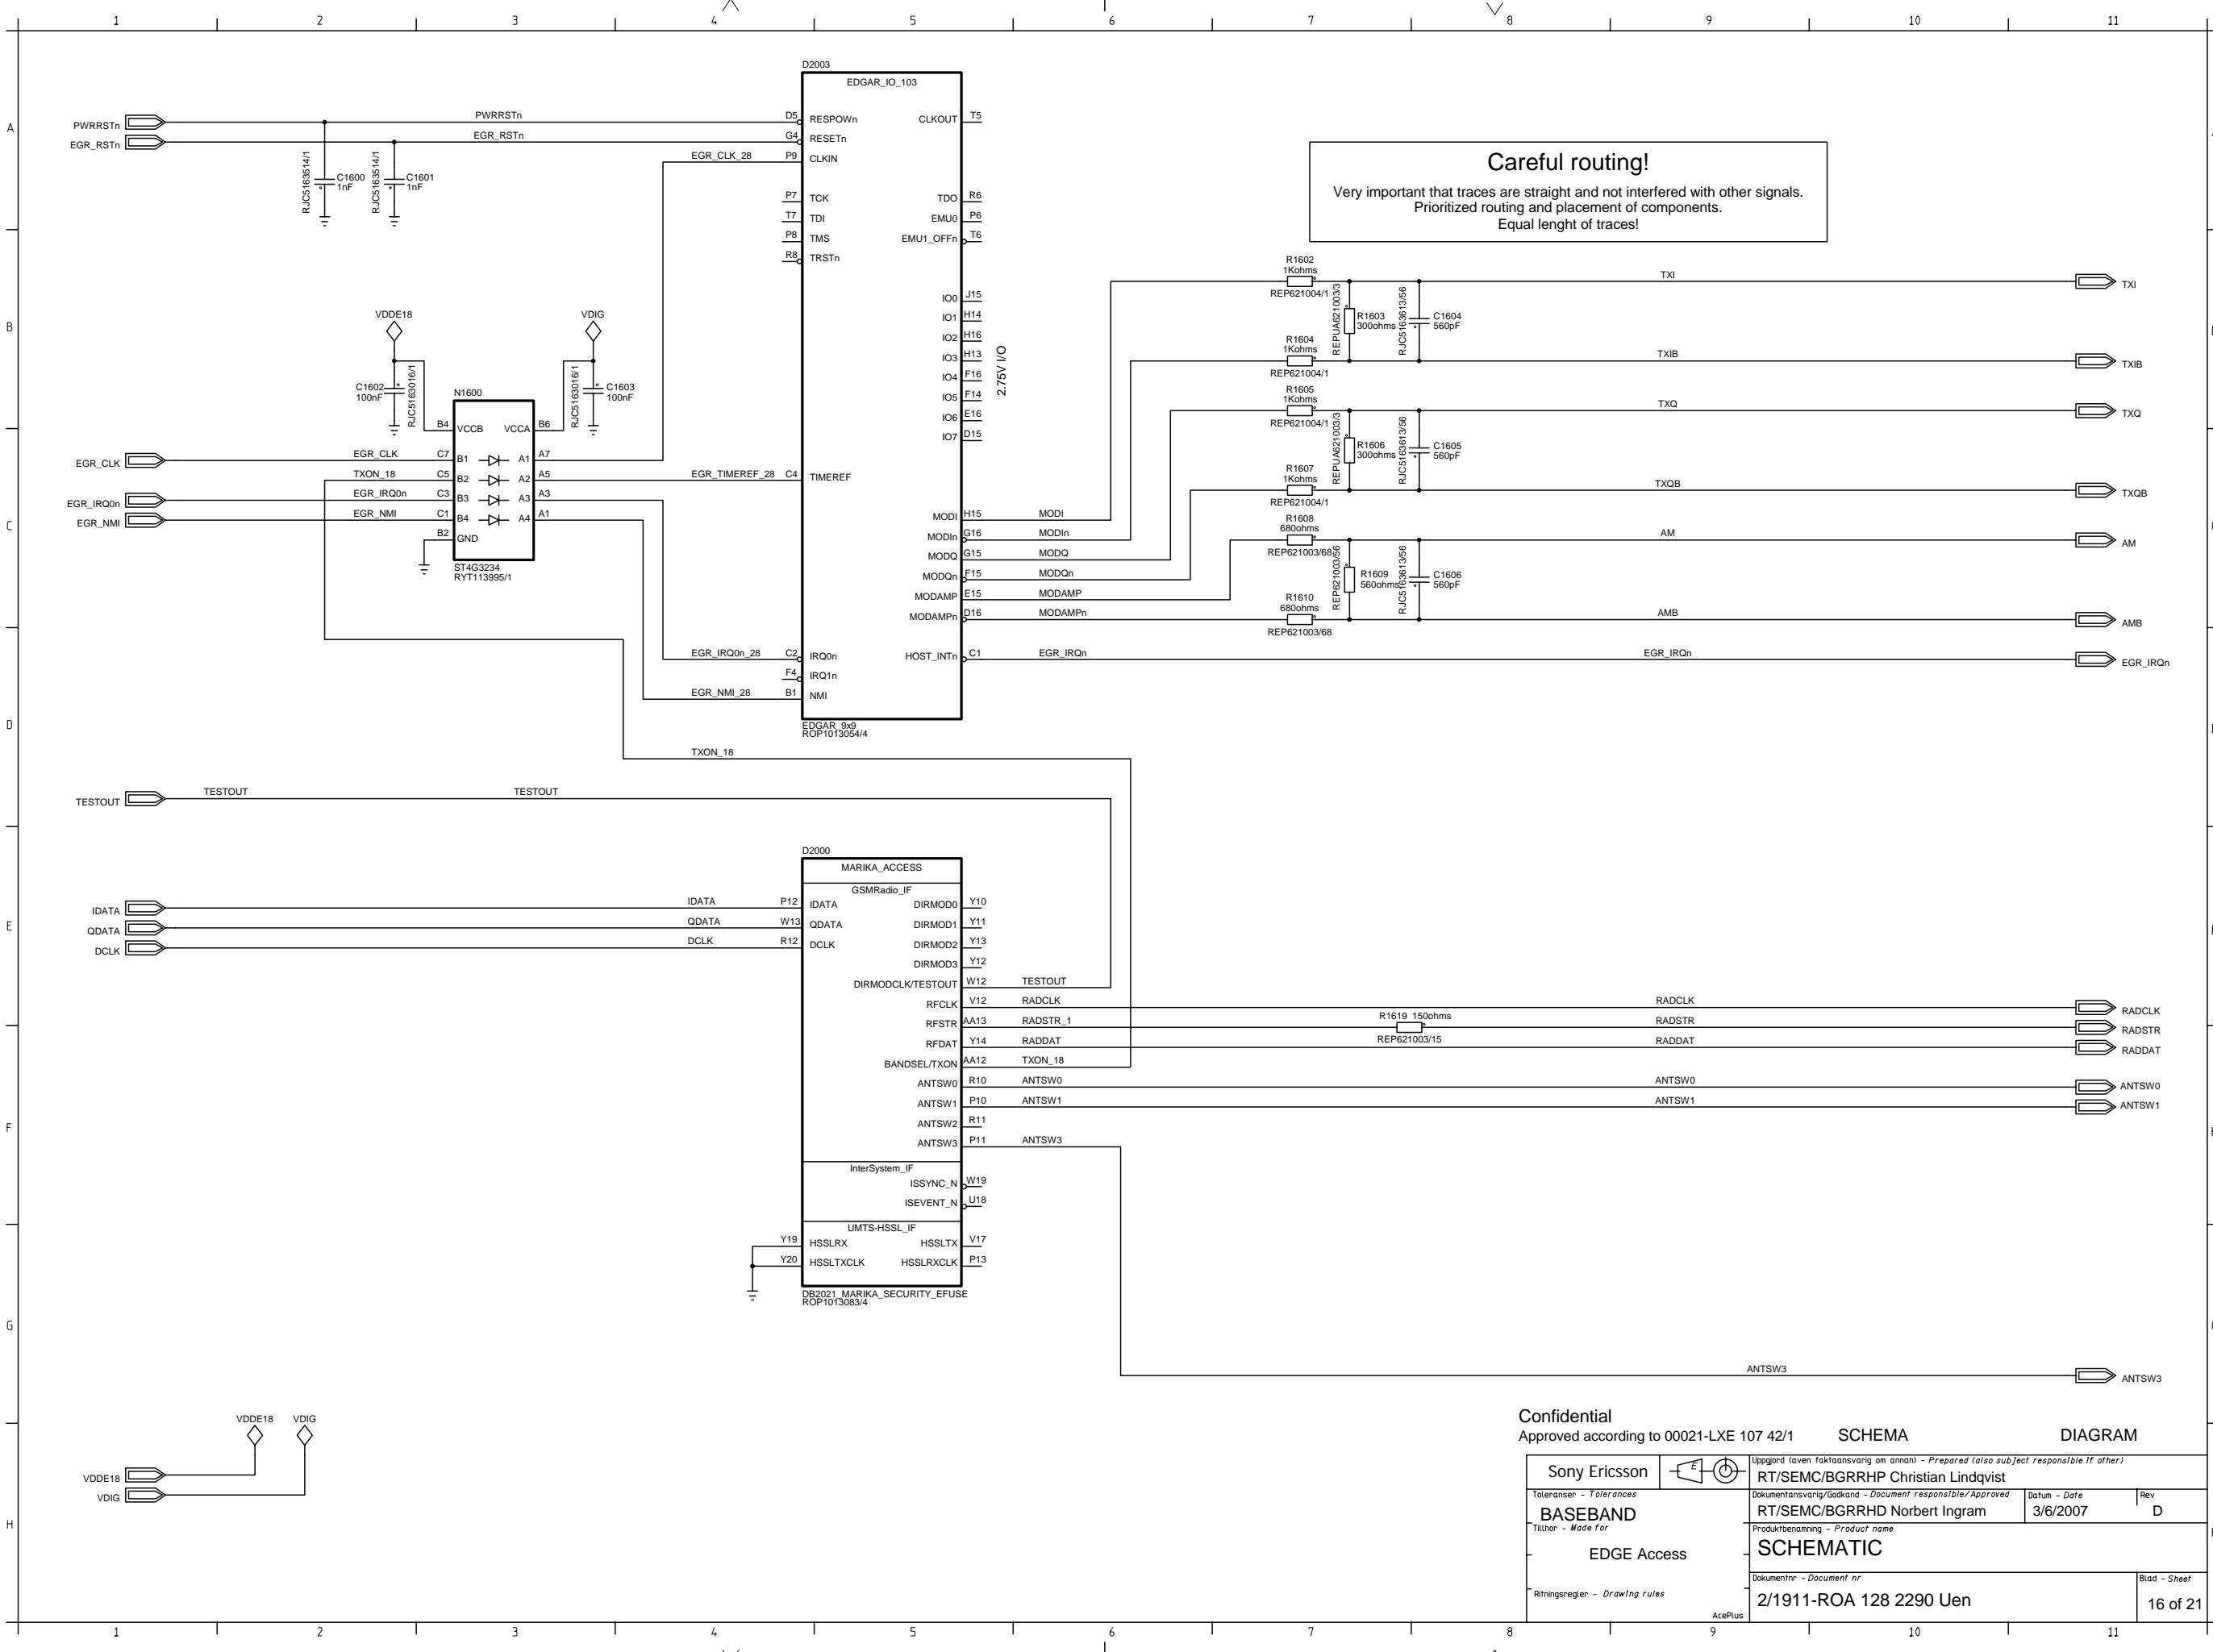 1 2 3 4 5 6 7 8 9 10 11
A
B
C
D
E
F
G
H
D2003
EDGAR_IO_103
PWRRSTn PWRRSTn D5 RESPOWn CLKOUT T5
EGR_RSTn EGR_RSTn G4 RESETn
EGR_CLK_28 P9 CLKIN
RJC5163514/1 C1600 1nF
RJC5163514/1 C1601 1nF
P7 TCK TDO R6
T7 TDI EMU0 P6
P8 TMS EMU1_OFFn T6
R8 TRSTn
IO0 J15
IO1 H14
IO2 H16
IO3 H13
IO4 F16
IO5 F14
IO6 E16
IO7 D15
2.75V I/O
Careful routing!
Very important that traces are straight and not interfered with other signals.
Prioritized routing and placement of components.
Equal lenght of traces!
R1602
1Kohms
REP621004/1
TXI TXI
REPUA621003/3 R1603 300ohms
RJC5163613/56 C1604 560pF
R1604
1Kohms
REP621004/1
TXIB TXIB
R1605
1Kohms
REP621004/1
TXQ TXQ
REPUA621003/3 R1606 300ohms
RJC5163613/56 C1605 560pF
R1607
1Kohms
REP621004/1
TXQB TXQB
R1608
680ohms
REP621003/68
AM AM
REP621003/56 R1609 560ohms
RJC5163613/56 C1606 560pF
R1610
680ohms
REP621003/68
AMB AMB
VDDE18 VDIG
C1602 100nF RJC5163016/1
RJC5163016/1 C1603 100nF
N1600
B4 VCCB VCCA B6
EGR_CLK EGR_CLK C7 B1 A1 A7
TXON_18 C5 B2 A2 A5 EGR_TIMEREF_28 C4 TIMEREF
EGR_IRQ0n EGR_IRQ0n C3 B3 A3 A3
EGR_NMI EGR_NMI C1 B4 A4 A1
B2 GND
ST4G3234
RYT113995/1
MODI H15 MODI
MODIn G16 MODIn
MODQ G15 MODQ
MODQn F15 MODQn
MODAMP E15 MODAMP
MODAMPn D16 MODAMPn
EGR_IRQ0n_28 C2 IRQ0n HOST_INTn C1 EGR_IRQn EGR_IRQn EGR_IRQn
F4 IRQ1n
EGR_NMI_28 B1 NMI
EDGAR_9x9
ROP1013054/4
TXON_18
TESTOUT TESTOUT TESTOUT
D2000
MARIKA_ACCESS
GSMRadio_IF
IDATA IDATA P12 IDATA DIRMOD0 Y10
QDATA QDATA W13 QDATA DIRMOD1 Y11
DCLK DCLK R12 DCLK DIRMOD2 Y13
DIRMOD3 Y12
DIRMODCLK/TESTOUT W12 TESTOUT
RFCLK V12 RADCLK RADCLK RADCLK
RFSTR AA13 RADSTR_1 R1619 150ohms RADSTR RADSTR
REP621003/15
RFDAT Y14 RADDAT RADDAT RADDAT
BANDSEL/TXON AA12 TXON_18
ANTSW0 R10 ANTSW0 ANTSW0 ANTSW0
ANTSW1 P10 ANTSW1 ANTSW1 ANTSW1
ANTSW2 R11
ANTSW3 P11 ANTSW3
InterSystem_IF
ISSYNC_N W19
ISEVENT_N U18
UMTS-HSSL_IF
Y19 HSSLRX HSSLTX V17
Y20 HSSLTXCLK HSSLRXCLK P13
DB2021_MARIKA_SECURITY_EFUSE
ROP1013083/4
ANTSW3 ANTSW3
VDDE18 VDIG
VDDE18
VDIG
Confidential
Approved according to 00021-LXE 107 42/1 SCHEMA DIAGRAM
Sony Ericsson E
Uppgjord (aven faktaansvarig om annan) - Prepared (also subject responsible if other)
RT/SEMC/BGRRHP Christian Lindqvist
Toleranser - Tolerances
BASEBAND
Dokumentansvarig/Godkand - Document responsible/Approved Datum - Date Rev
RT/SEMC/BGRRHD Norbert Ingram 3/6/2007 D
Tillhor - Made for
EDGE Access
Produktbenamning - Product name
SCHEMATIC
Ritningsregler - Drawing rules
AcePlus
Dokumentnr - Document nr Blad - Sheet
2/1911-ROA 128 2290 Uen 16 of 21
1 2 3 4 5 6 7 8 9 10 11